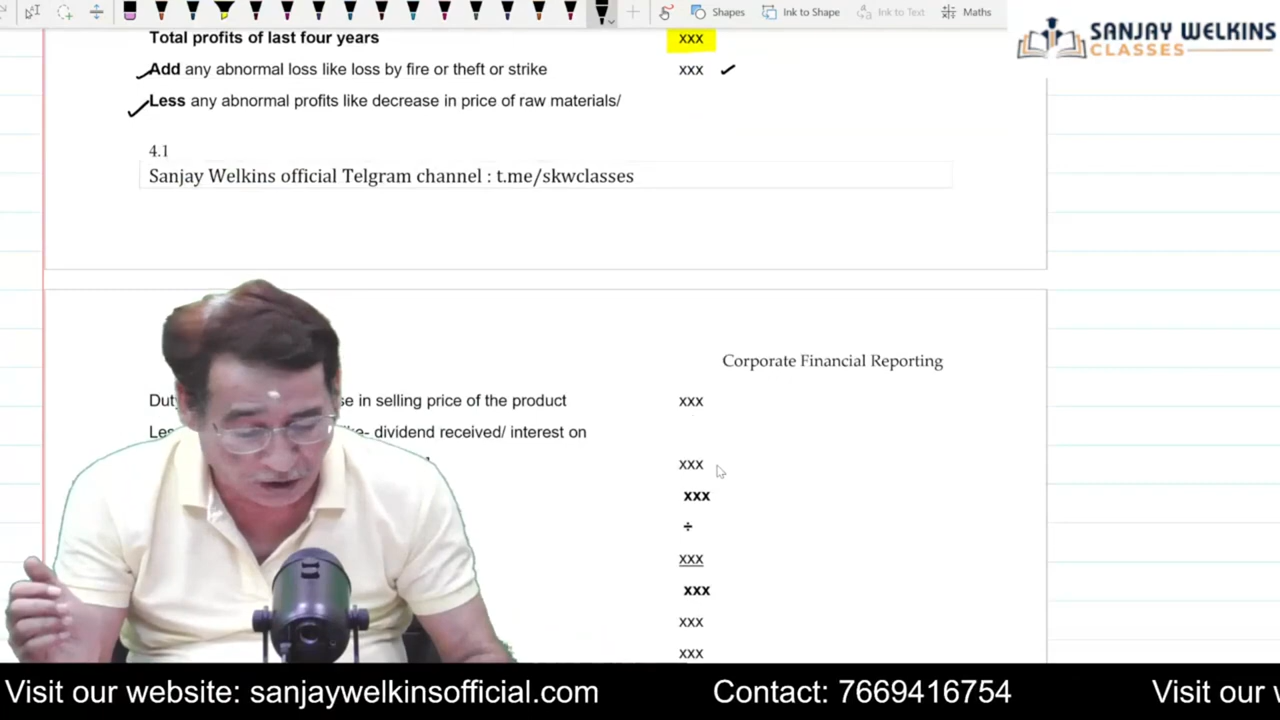 Shapes Ink to Shape Ink to Text Maths
SANJAY WELKINS
CLASSES
Total profits of last four years xxx
Add any abnormal loss like loss by fire or theft or strike xxx
Less any abnormal profits like decrease in price of raw materials/
4.1
Sanjay Welkins official Telgram channel : t.me/skwclasses
Corporate Financial Reporting
in selling price of the product xxx
dividend received/ interest on
xxx
xxx
÷
xxx
xxx
xxx
xxx
Visit our website: sanjaywelkinsofficial.com Contact: 7669416754 Visit our